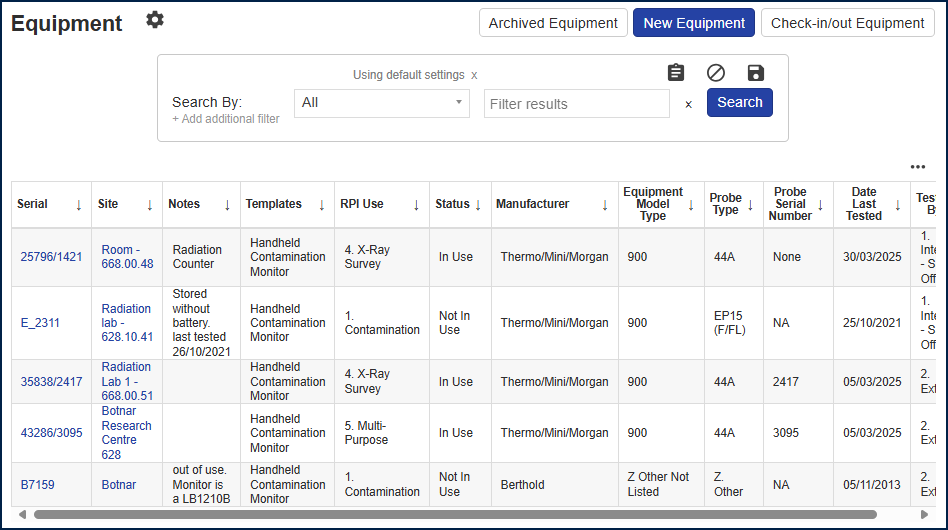 Equipment
Archived Equipment
New Equipment
Check-in/out Equipment
Using default settings x
Search By:
All
Filter results
x
Search
+ Add additional filter
Serial ↓
Site ↓
Notes ↓
Templates ↓
RPI Use ↓
Status ↓
Manufacturer ↓
Equipment
Model
Type ↓
Probe
Type ↓
Probe
Serial
Number ↓
Date
Last
Tested ↓
Test
B
25796/1421
Room -
668.00.48
Radiation
Counter
Handheld
Contamination
Monitor
4. X-Ray
Survey
In Use
Thermo/Mini/Morgan
900
44A
None
30/03/2025
1.
Inte
- S
Off
E_2311
Radiation
lab -
628.10.41
Stored
without
battery.
last tested
26/10/2021
Handheld
Contamination
Monitor
1.
Contamination
Not In
Use
Thermo/Mini/Morgan
900
EP15
(F/FL)
NA
25/10/2021
1.
Inte
- S
Off
35838/2417
Radiation
Lab 1 -
668.00.51
Handheld
Contamination
Monitor
4. X-Ray
Survey
In Use
Thermo/Mini/Morgan
900
44A
2417
05/03/2025
2.
Ext
43286/3095
Botnar
Research
Centre
628
Handheld
Contamination
Monitor
5. Multi-
Purpose
In Use
Thermo/Mini/Morgan
900
44A
3095
05/03/2025
2.
Ext
B7159
Botnar
out of use.
Monitor is
a LB1210B
Handheld
Contamination
Monitor
1.
Contamination
Not In
Use
Berthold
Z Other Not
Listed
Z.
Other
NA
05/11/2013
2.
Ext